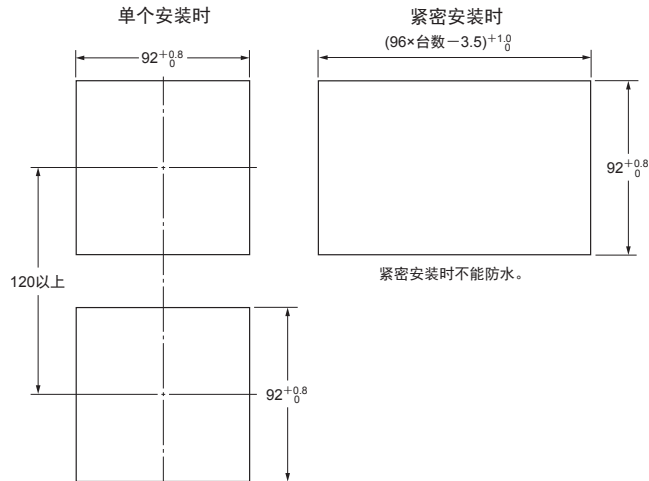 单个安装时
92+0.8 0
120以上
92+0.8 0
紧密安装时
(96×台数－3.5)+1.0 0
92+0.8 0
紧密安装时不能防水。